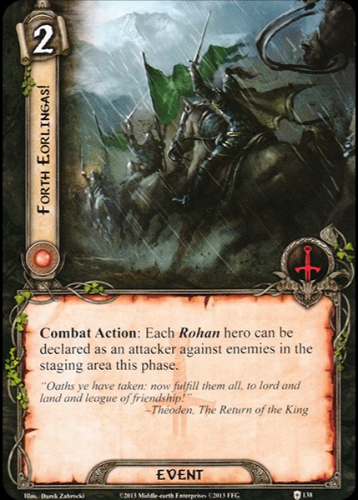 2
Forth Eorlingas!
Combat Action: Each Rohan hero can be
declared as an attacker against enemies in the
staging area this phase.
"Oaths ye have taken: now fulfill them all, to lord and
land and league of friendship!"
–Théoden, The Return of the King
EVENT
Illus. Darek Zabrocki
©2013 Middle-earth Enterprises ©2013 FFG
138